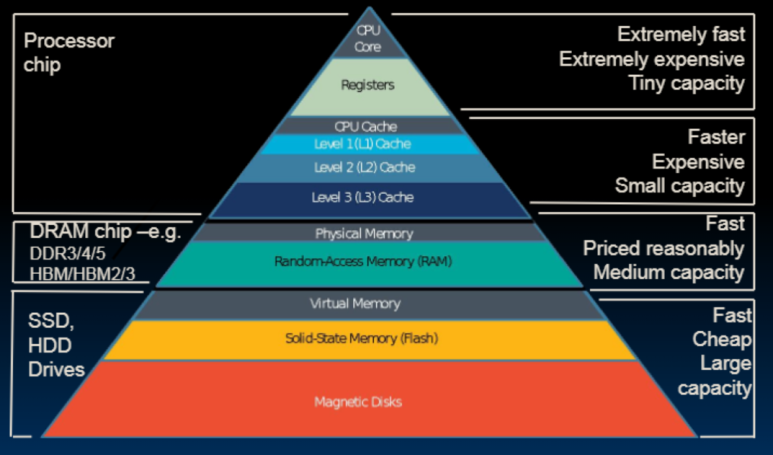 Processor
chip
CPU
Core
Registers
Extremely fast
Extremely expensive
Tiny capacity
CPU Cache
Level 1 (L1) Cache
Level 2 (L2) Cache
Level 3 (L3) Cache
Faster
Expensive
Small capacity
DRAM chip –e.g.
DDR3/4/5
HBM/HBM2/3
Physical Memory
Random-Access Memory (RAM)
Fast
Priced reasonably
Medium capacity
SSD,
HDD
Drives
Virtual Memory
Solid-State Memory (Flash)
Magnetic Disks
Fast
Cheap
Large
capacity